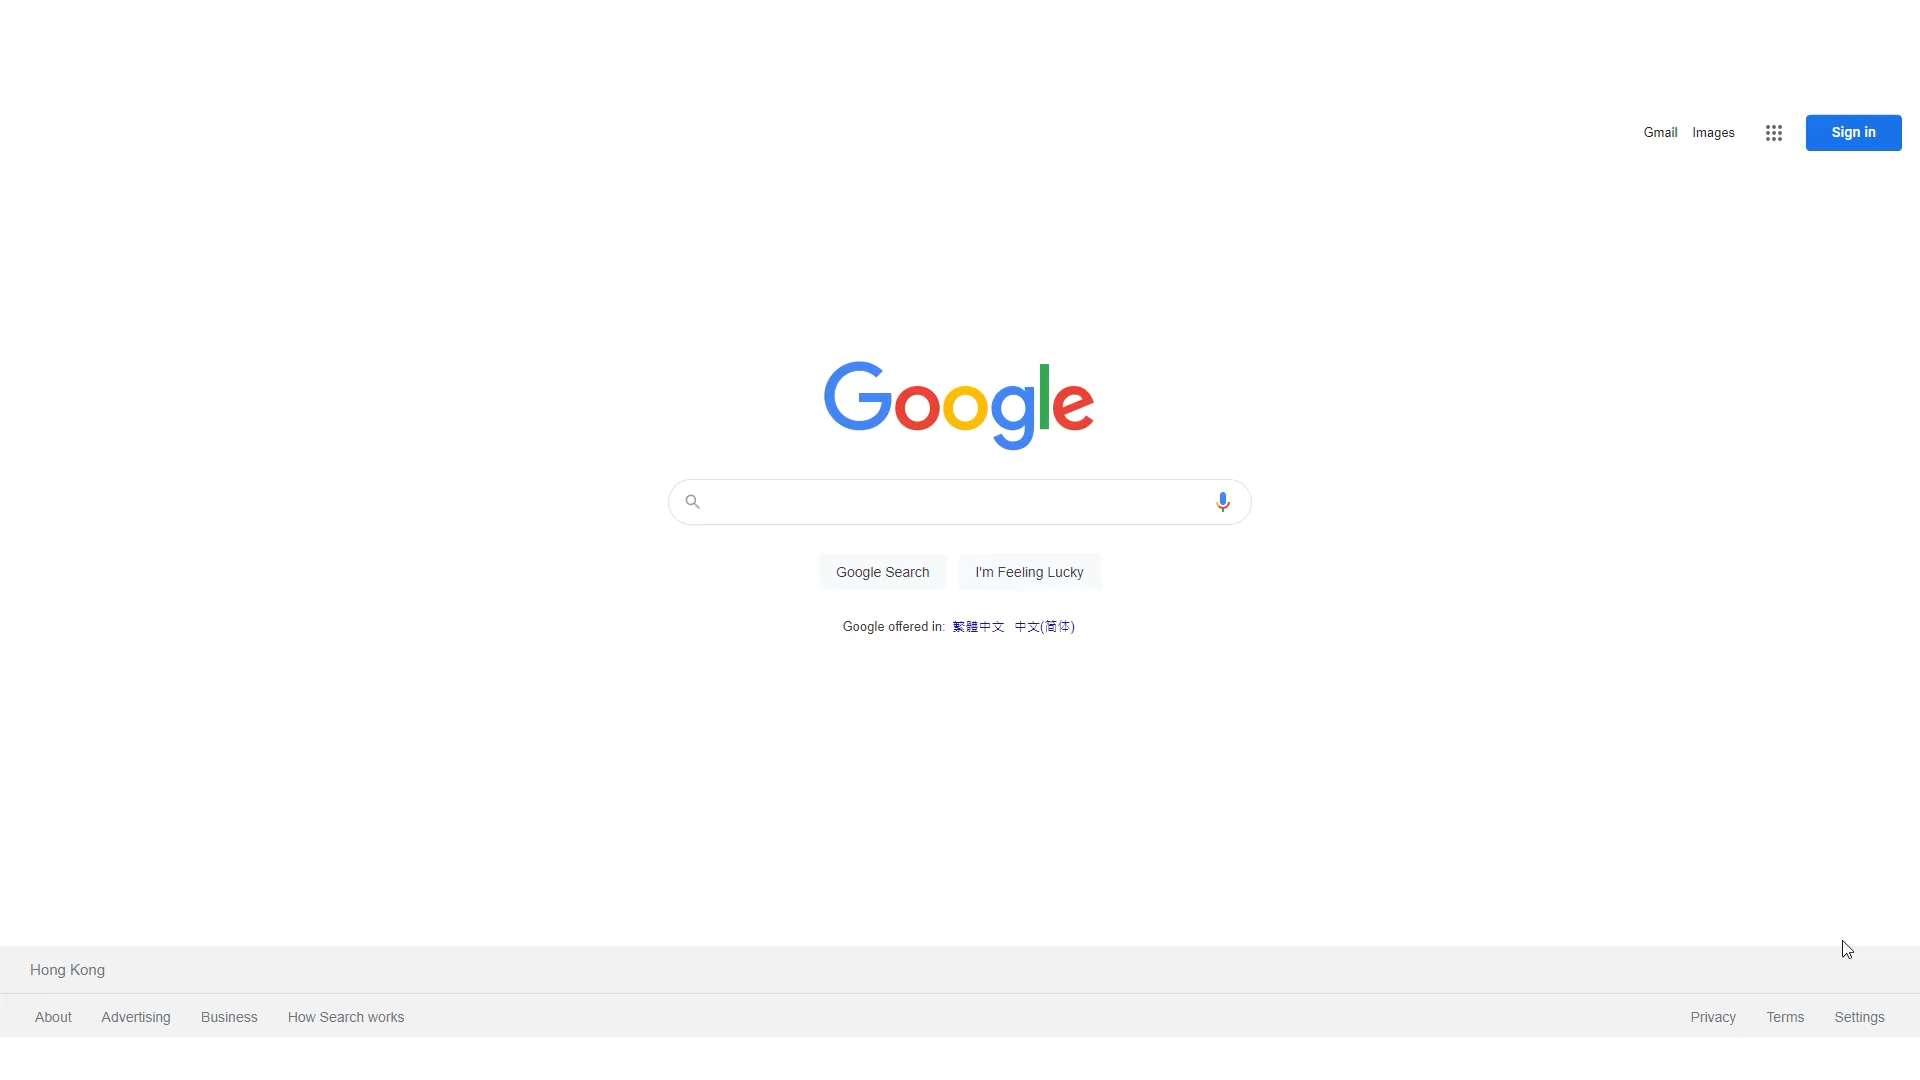 Gmail Images Sign in
Google
Google Search I'm Feeling Lucky
Google offered in: 繁體中文 中文(简体)
Hong Kong
About Advertising Business How Search works Privacy Terms Settings